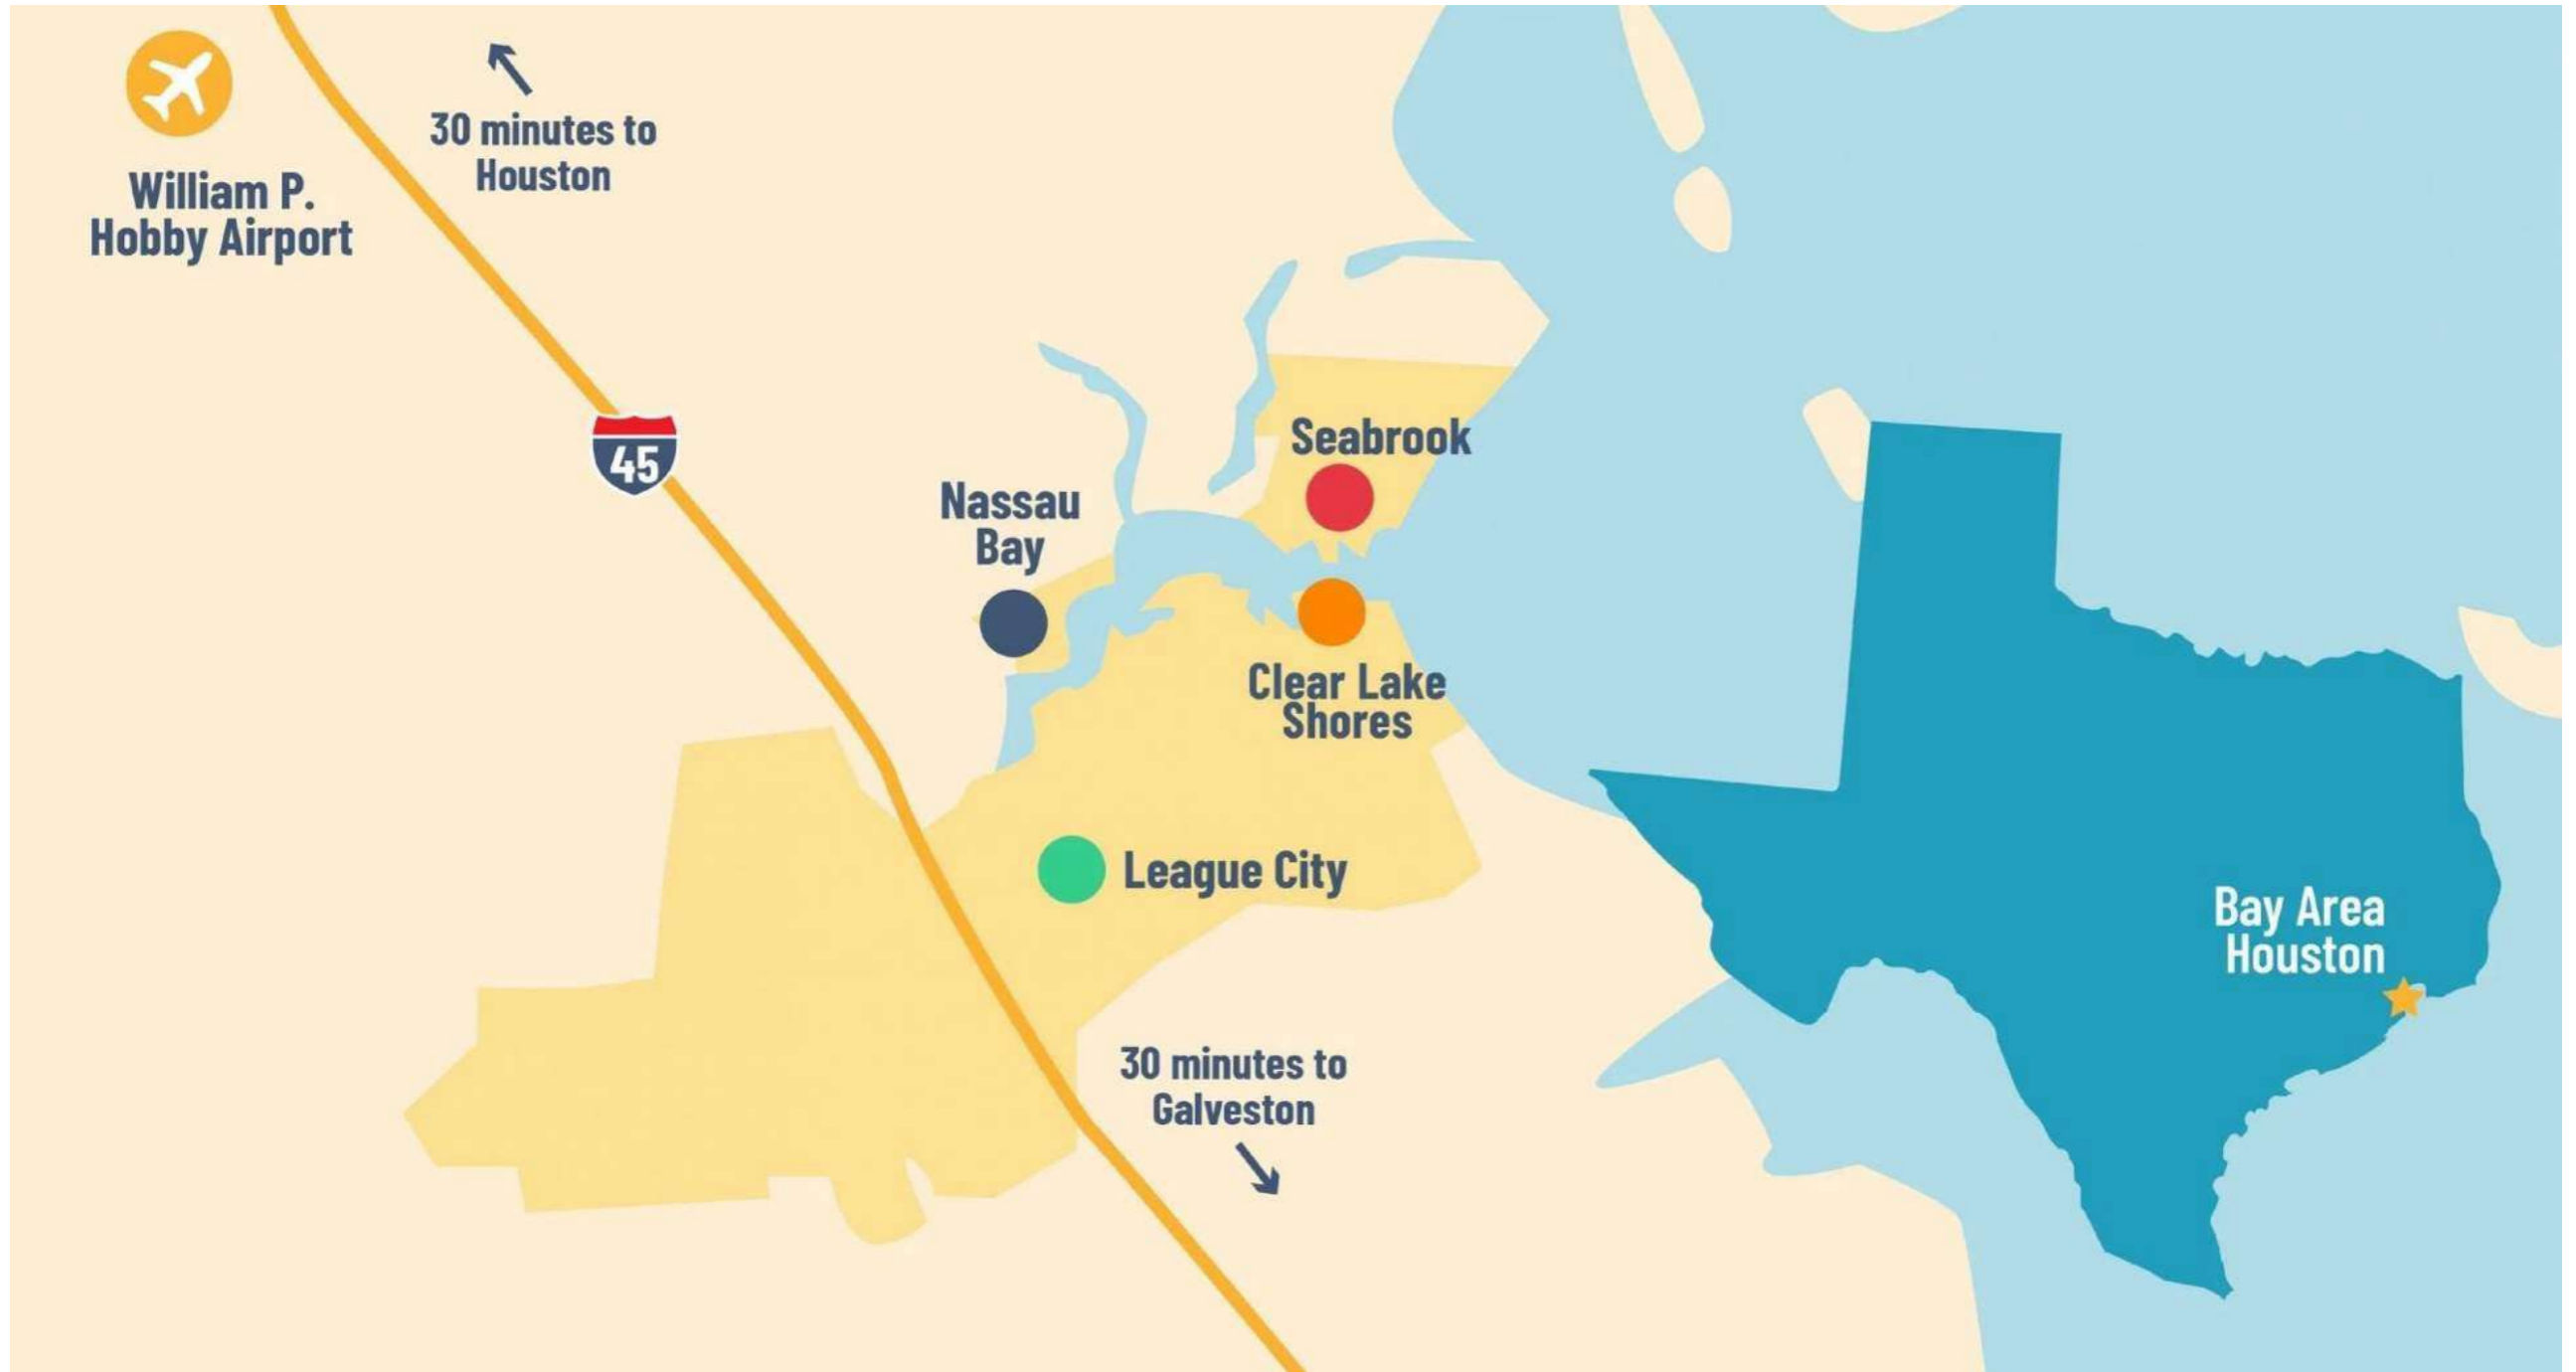 30 minutes to
Houston
William P.
Hobby Airport
45
Seabrook
Nassau
Bay
Clear Lake
Shores
League City
Bay Area
Houston
30 minutes to
Galveston